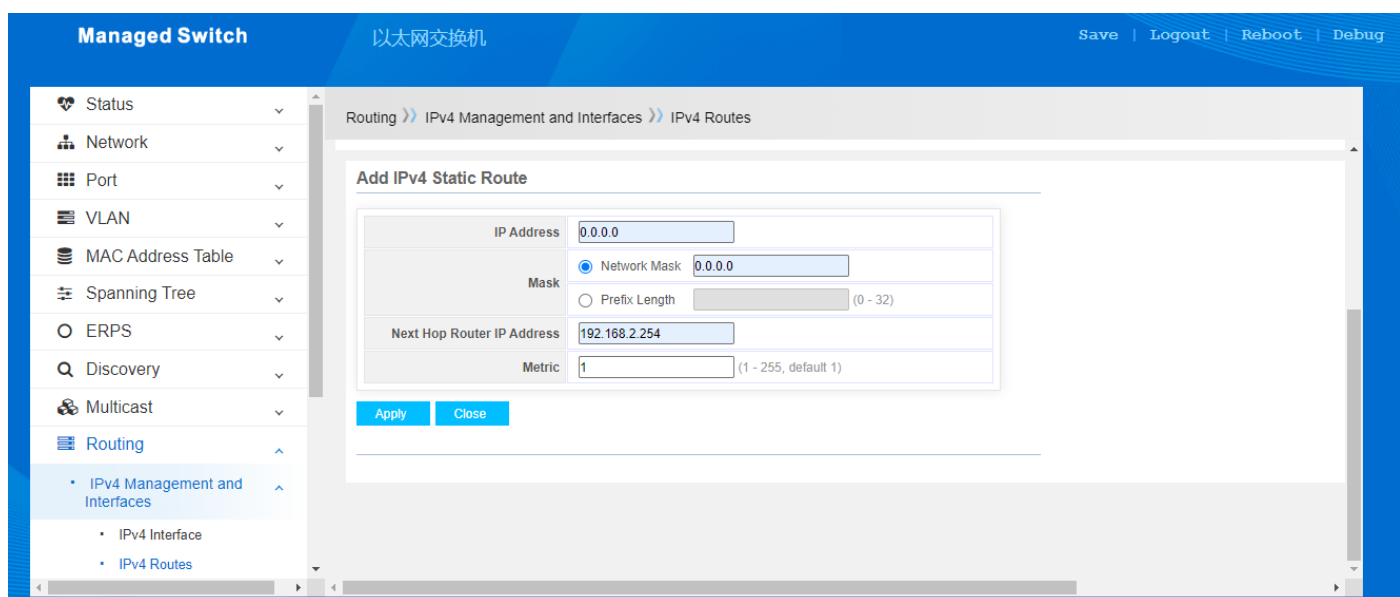 Managed Switch
以太网交换机
Save | Logout | Reboot | Debug
Status
Network
Port
VLAN
MAC Address Table
Spanning Tree
ERPS
Discovery
Multicast
Routing
IPv4 Management and
Interfaces
IPv4 Interface
IPv4 Routes
Routing 》 IPv4 Management and Interfaces 》 IPv4 Routes
Add IPv4 Static Route
IP Address 0.0.0.0
Mask
Network Mask 0.0.0.0
Prefix Length (0 - 32)
Next Hop Router IP Address 192.168.2.254
Metric 1 (1 - 255, default 1)
Apply Close